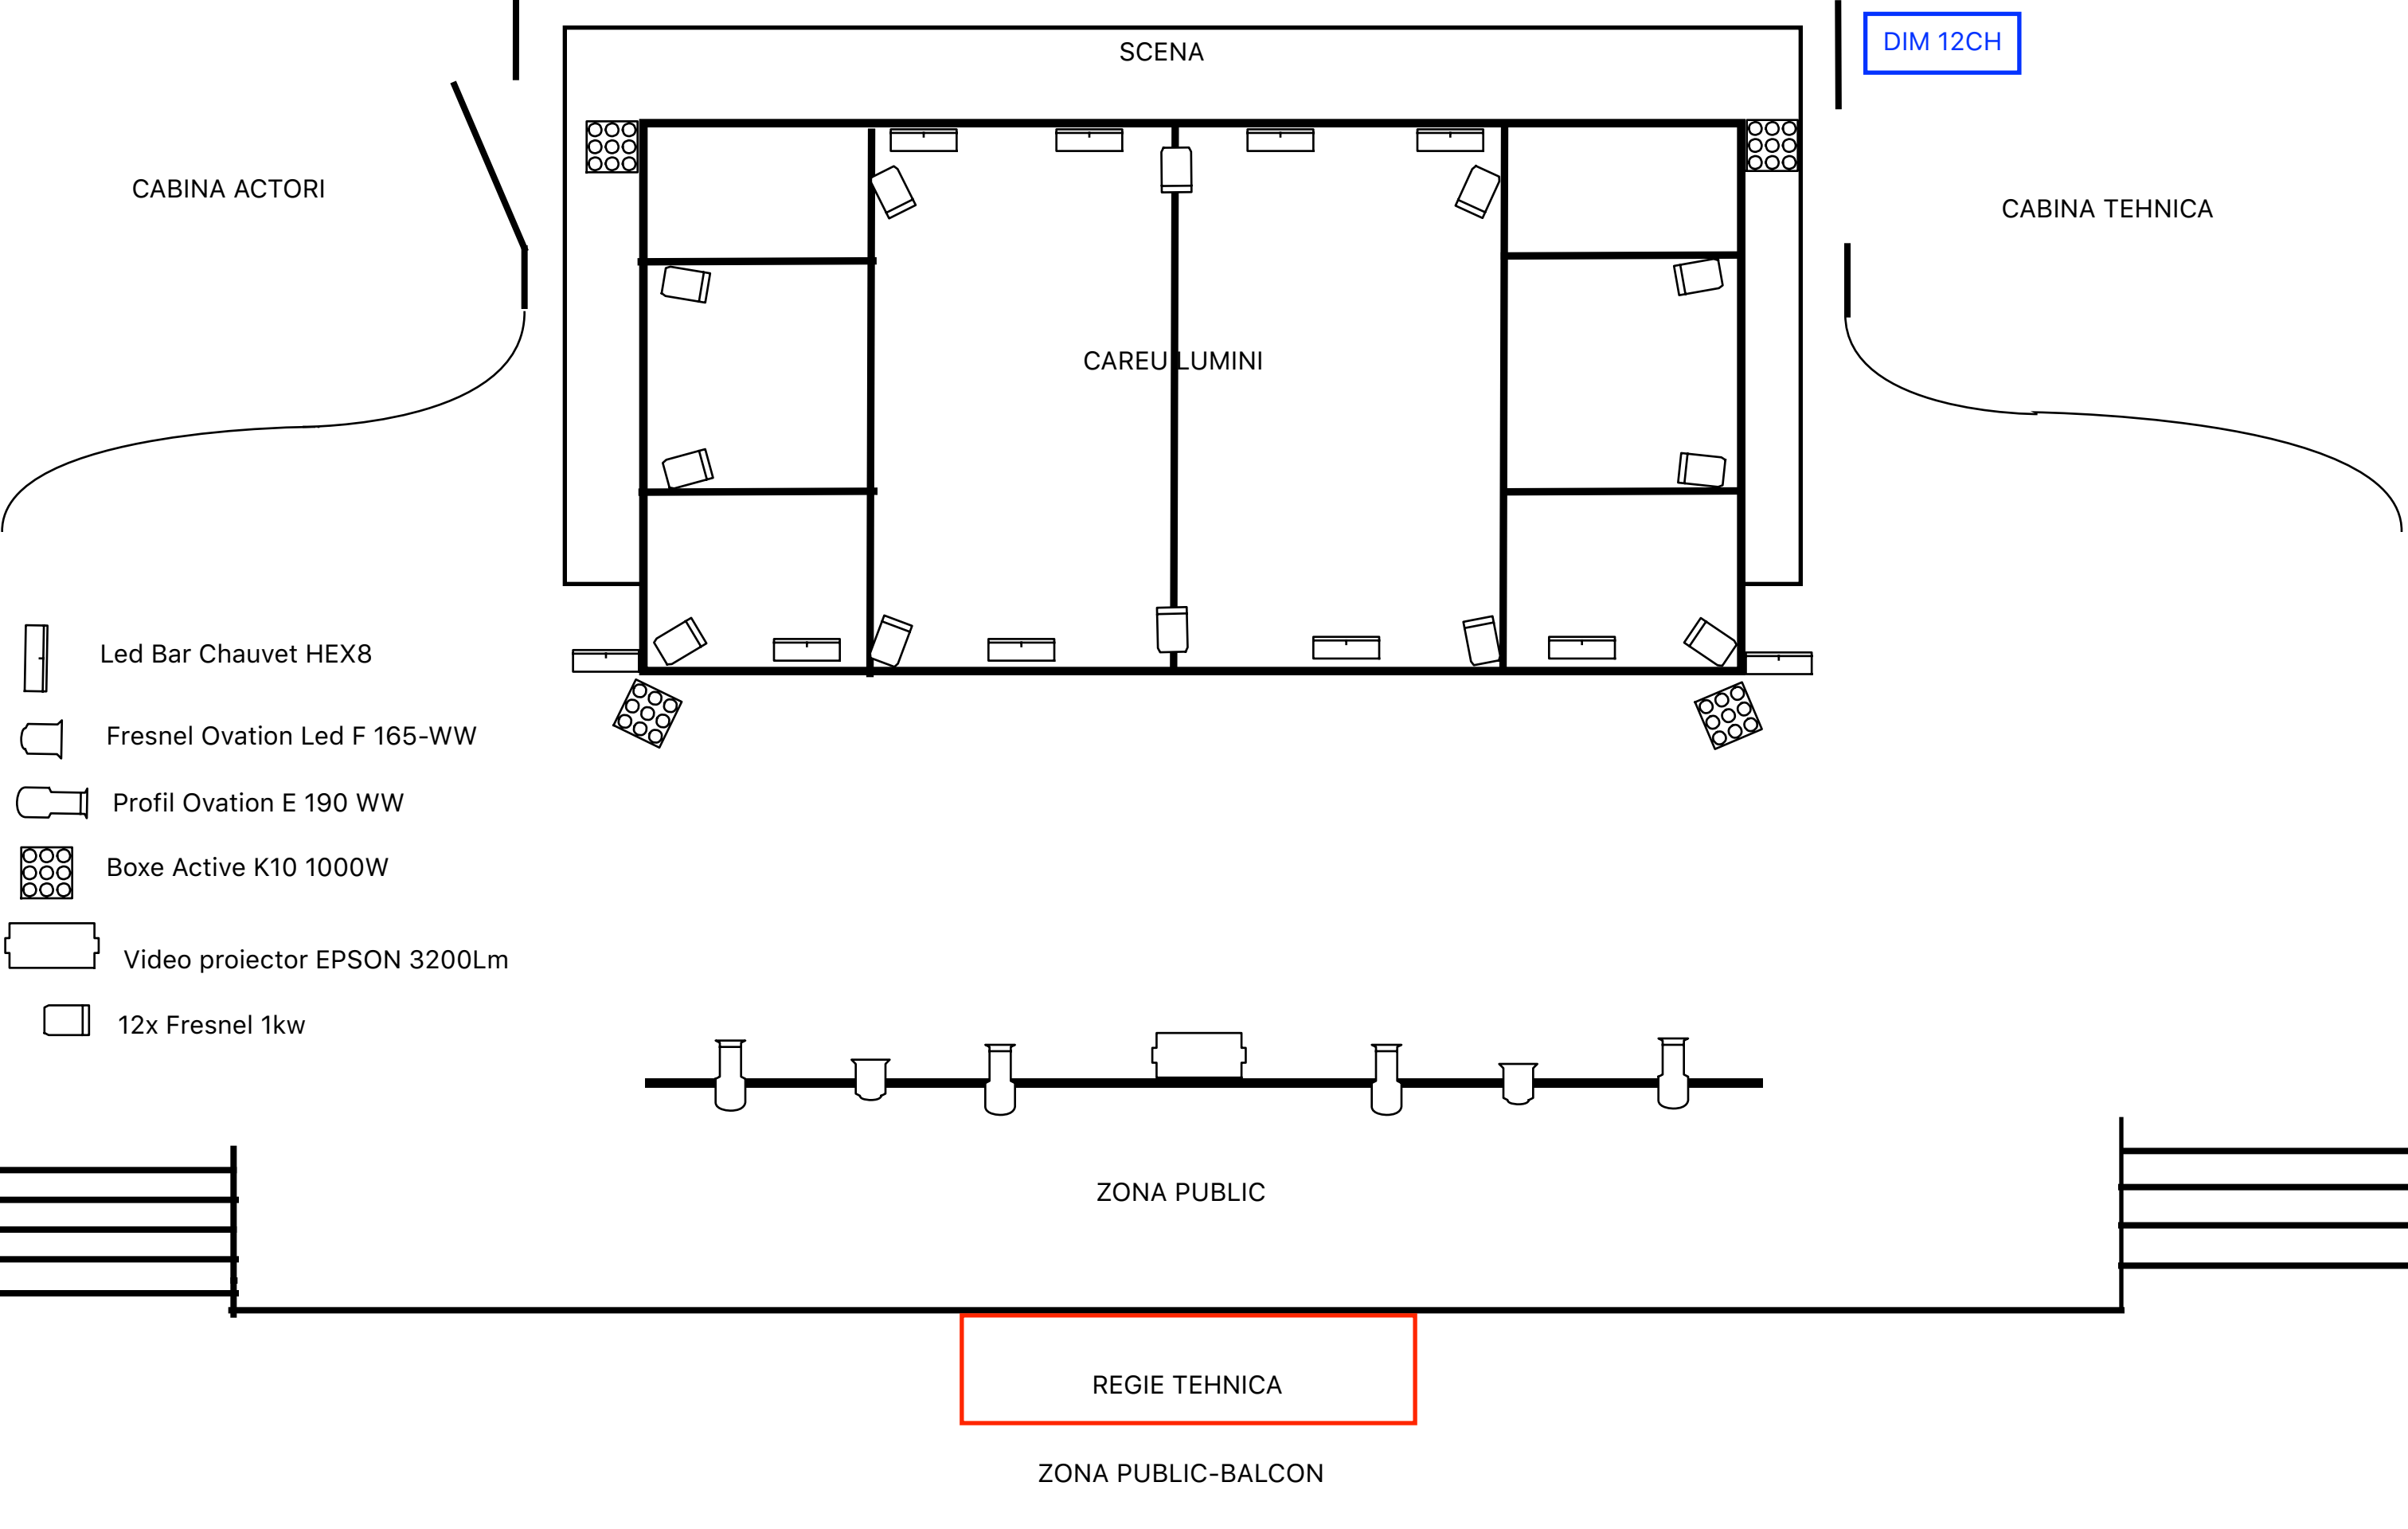 SCENA
DIM 12CH
CABINA ACTORI
CABINA TEHNICA
CAREU LUMINI
Led Bar Chauvet HEX8
Fresnel Ovation Led F 165-WW
Profil Ovation E 190 WW
Boxe Active K10 1000W
Video proiector EPSON 3200Lm
12x Fresnel 1kw
ZONA PUBLIC
REGIE TEHNICA
ZONA PUBLIC-BALCON